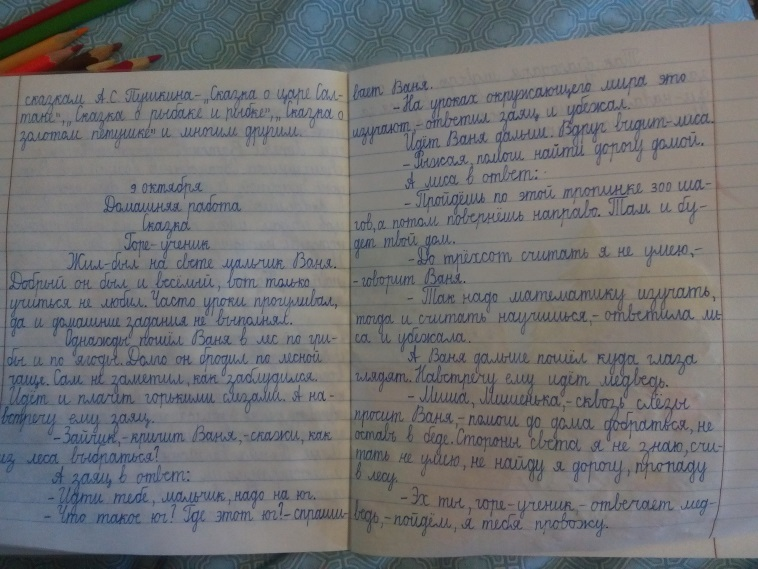 сказкам А.С Пушкина-„Сказка о царе Сал-
тане",„Сказка о рыбаке и рыбке",„Сказка о
золотом петушке" и многим другим.
9 октября
Домашняя работа
Сказка
Горе-ученик
Жил-был на свете мальчик Ваня.
Добрый он был и весёлый, вот только
учиться не любил. Часто уроки прогуливал,
да и домашние задания не выполнял.
Однажды пошёл Ваня в лес по гри-
бы и по ягоды. Долго он бродил по лесной
чаще. Сам не заметил, как заблудился.
Идёт и плачет горькими слезами. А на-
встречу ему заяц.
-Зайчик,-кричит Ваня,-скажи, как
из леса выбраться?
А заяц в ответ:
-Идти тебе, мальчик, надо на юг.
-Что такое юг? Где этот юг?-спраши-
вает Ваня.
-На уроках окружающего мира это
изучают,-ответил заяц и убежал.
Идёт Ваня дальше. Вдруг видит-лиса.
-Рыжая, помоги найти дорогу домой.
А лиса в ответ:
-Пройдёшь по этой тропинке 300 ша-
гов, а потом повернёшь направо. Там и бу-
дет твой дом.
-До трёхсот считать я не умею,-
-говорит Ваня.
-Так надо математику изучать,
тогда и считать научишься,-ответила ли-
са и убежала.
А Ваня дальше пошёл куда глаза
глядят. Навстречу ему идёт медведь.
-Миша, Мишенька,-сквозь слёзы
просит Ваня,-помоги до дома добраться, не
оставь в беде. Стороны света я не знаю, счи-
тать не умею, не найду я дорогу, пропаду
в лесу.
-Эх ты, горе-ученик-отвечает мед-
ведь,-пойдём, я тебя провожу.